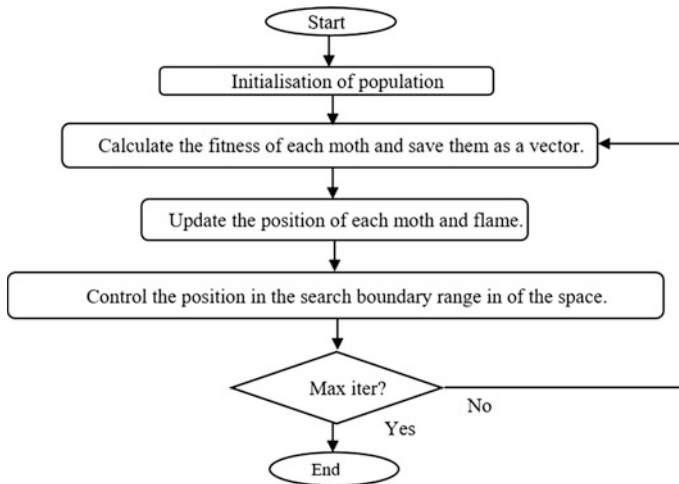 Start
Initialisation of population
Calculate the fitness of each moth and save them as a vector.
Update the position of each moth and flame.
Control the position in the search boundary range in of the space.
Max iter?
No
Yes
End